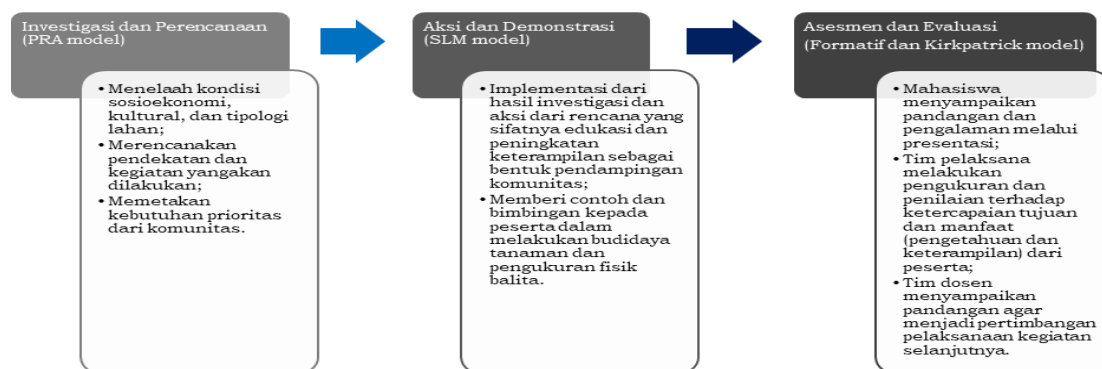 Investigasi dan Perencanaan
(PRA model)
• Menelaah kondisi
sosioekonomi,
kultural, dan tipologi
lahan;
• Merencanakan
pendekatan dan
kegiatan yangakan
dilakukan;
• Memetakan
kebutuhan prioritas
dari komunitas.
Aksi dan Demonstrasi
(SLM model)
• Implementasi dari
hasil investigasi dan
aksi dari rencana yang
sifatnya edukasi dan
peningkatan
keterampilan sebagai
bentuk pendampingan
komunitas;
• Memberi contoh dan
bimbingan kepada
peserta dalam
melakukan budidaya
tanaman dan
pengukuran fisik
balita.
Asesmen dan Evaluasi
(Formatif dan Kirkpatrick model)
• Mahasiswa
menyampaikan
pandangan dan
pengalaman melalui
presentasi;
• Tim pelaksana
melakukan
pengukuran dan
penilaian terhadap
ketercapaian tujuan
dan manfaat
(pengetahuan dan
keterampilan) dari
peserta;
• Tim dosen
menyampaikan
pandangan agar
menjadi pertimbangan
pelaksanaan kegiatan
selanjutnya.